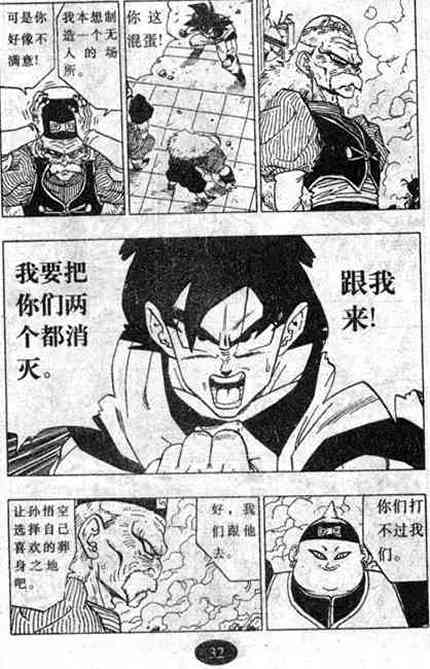 你这
混蛋!
我本想制
造一个无
人的场
所。
可是你
好像不
满意!
跟我
来!
我要把
你们两
个都消
灭。
你们打
不过我
们。
好，我
们跟他
去。
让孙悟空
选择自己
喜欢的葬
身之地
吧。
32